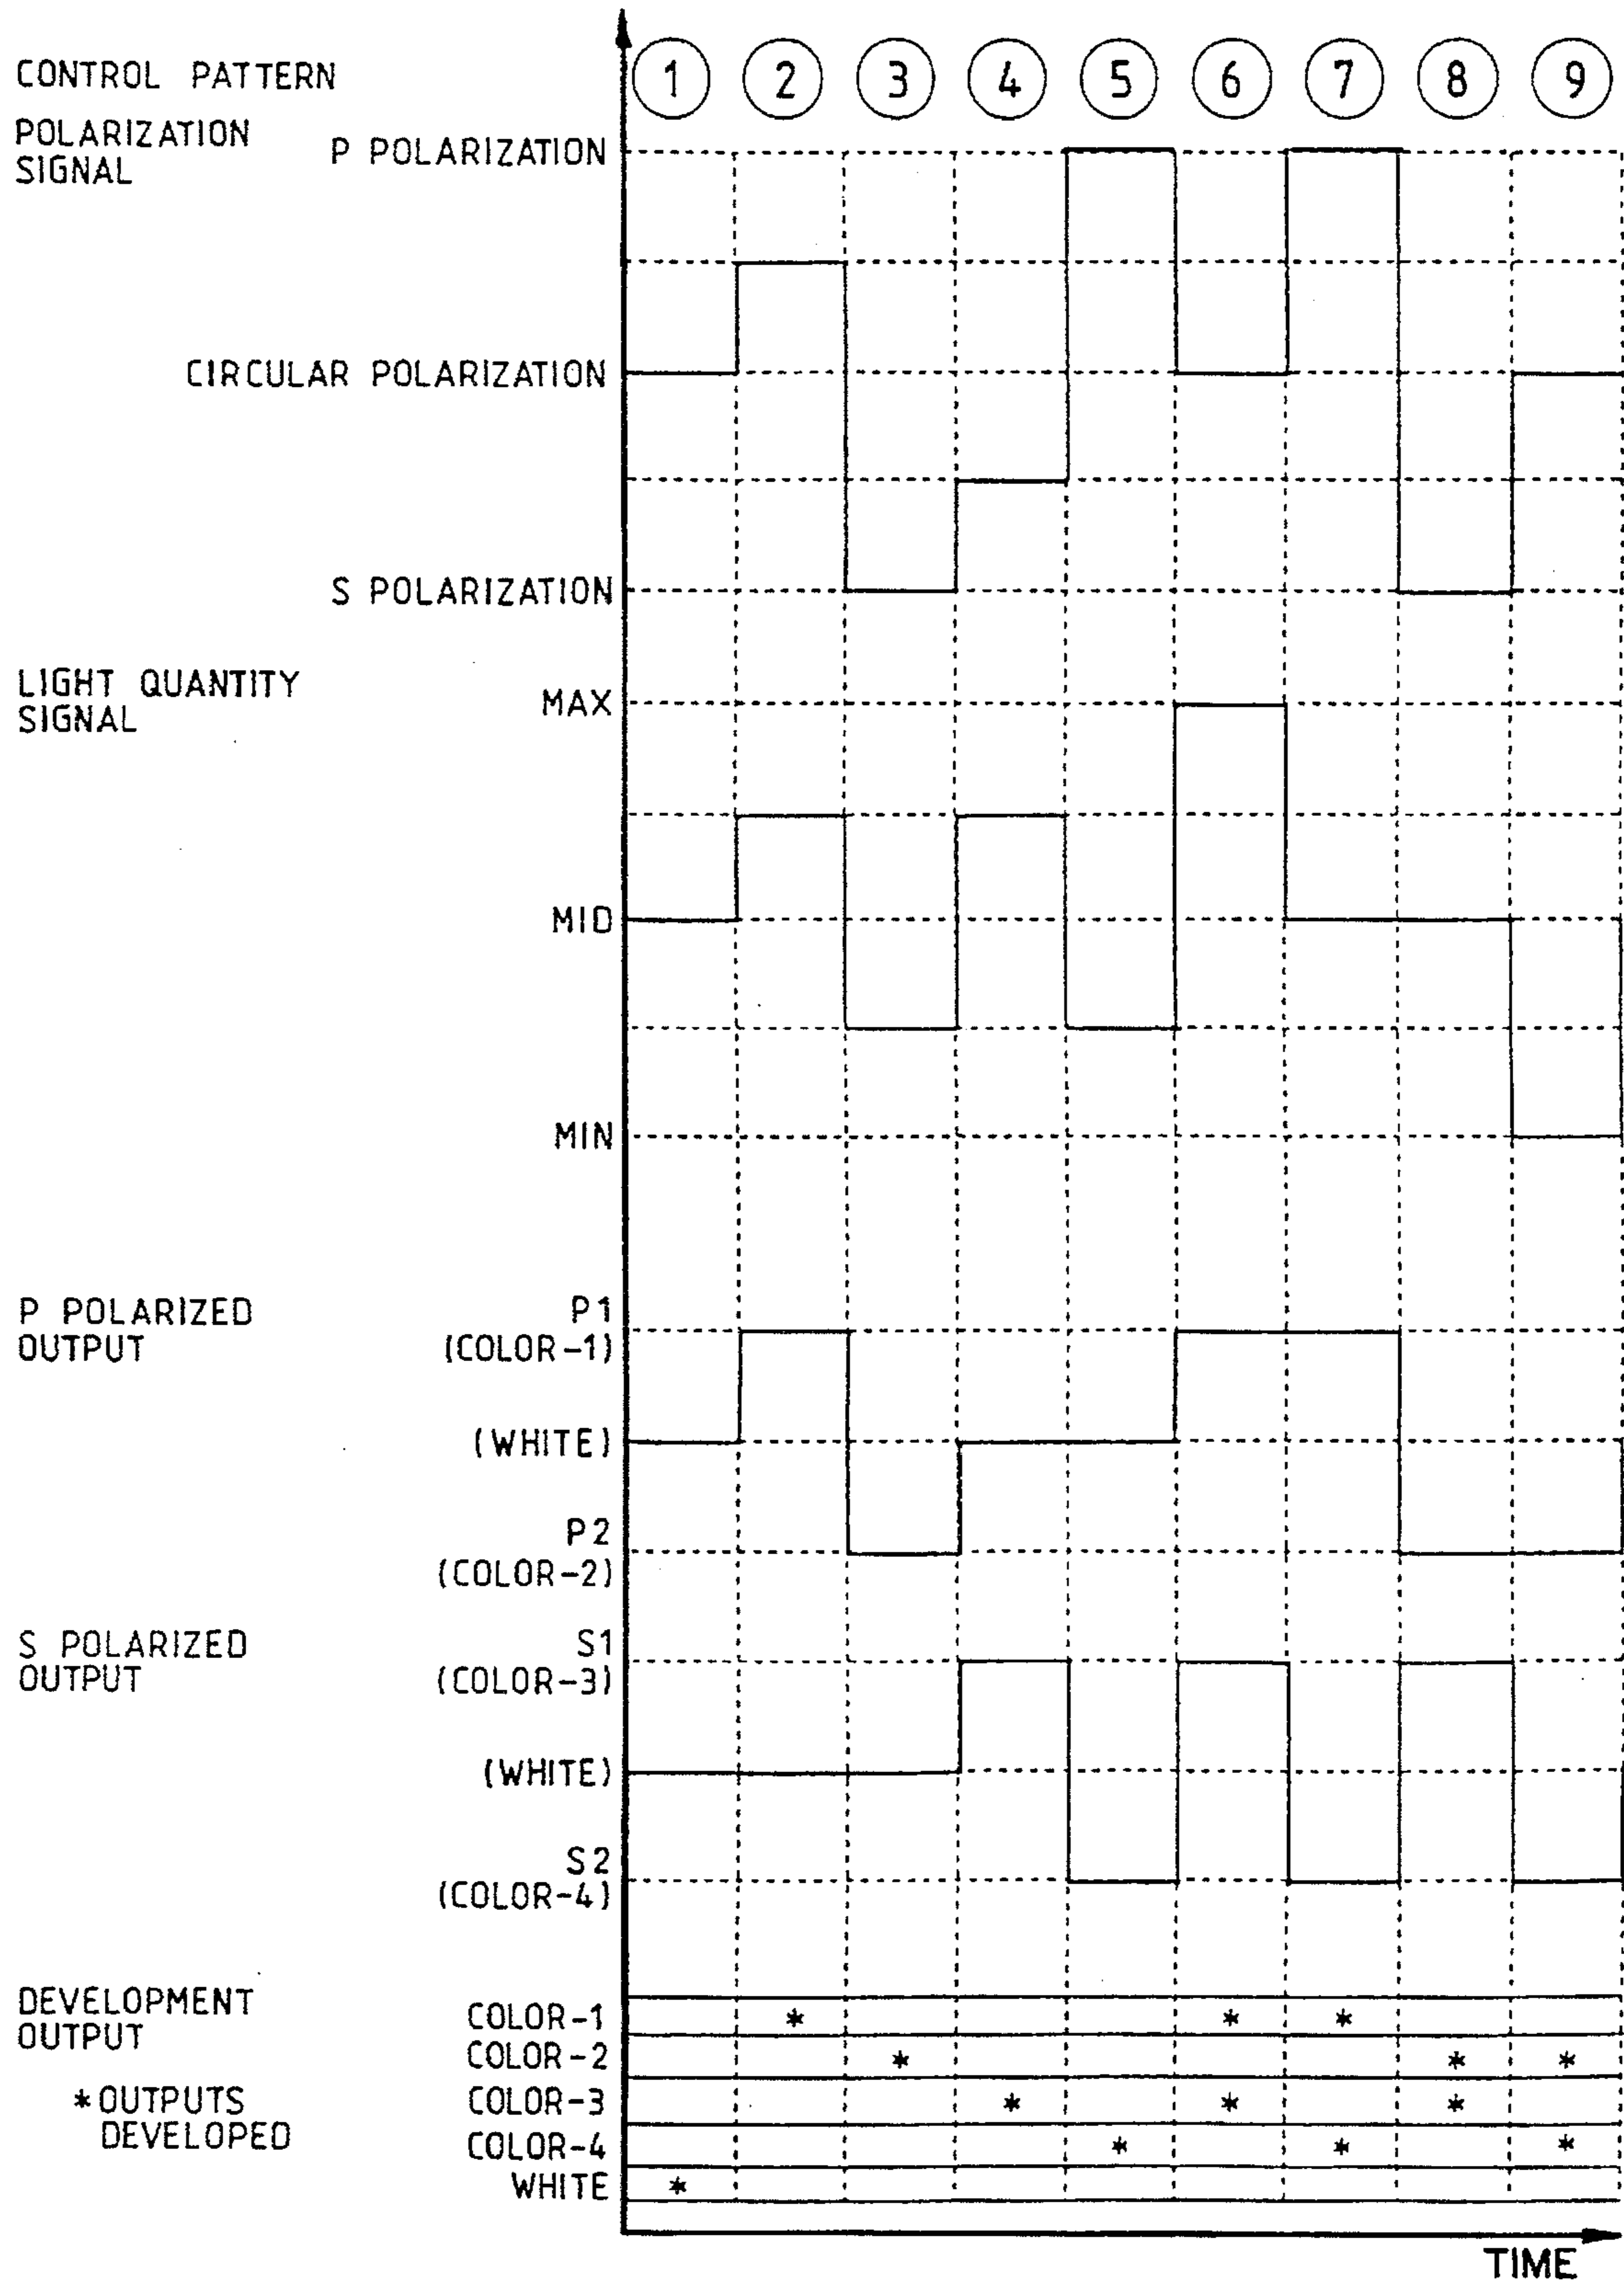 CONTROL PATTERN 1 2 3 4 5 6 7 8 9
POLARIZATION
SIGNAL
P POLARIZATION
CIRCULAR POLARIZATION
S POLARIZATION
LIGHT QUANTITY
SIGNAL
MAX
MID
MIN
P POLARIZED
OUTPUT
P1
(COLOR-1)
(WHITE)
P2
(COLOR-2)
S POLARIZED
OUTPUT
S1
(COLOR-3)
(WHITE)
S2
(COLOR-4)
DEVELOPMENT
OUTPUT
* OUTPUTS
DEVELOPED
COLOR-1 * * *
COLOR-2 * * *
COLOR-3 * * *
COLOR-4 * * *
WHITE *
TIME